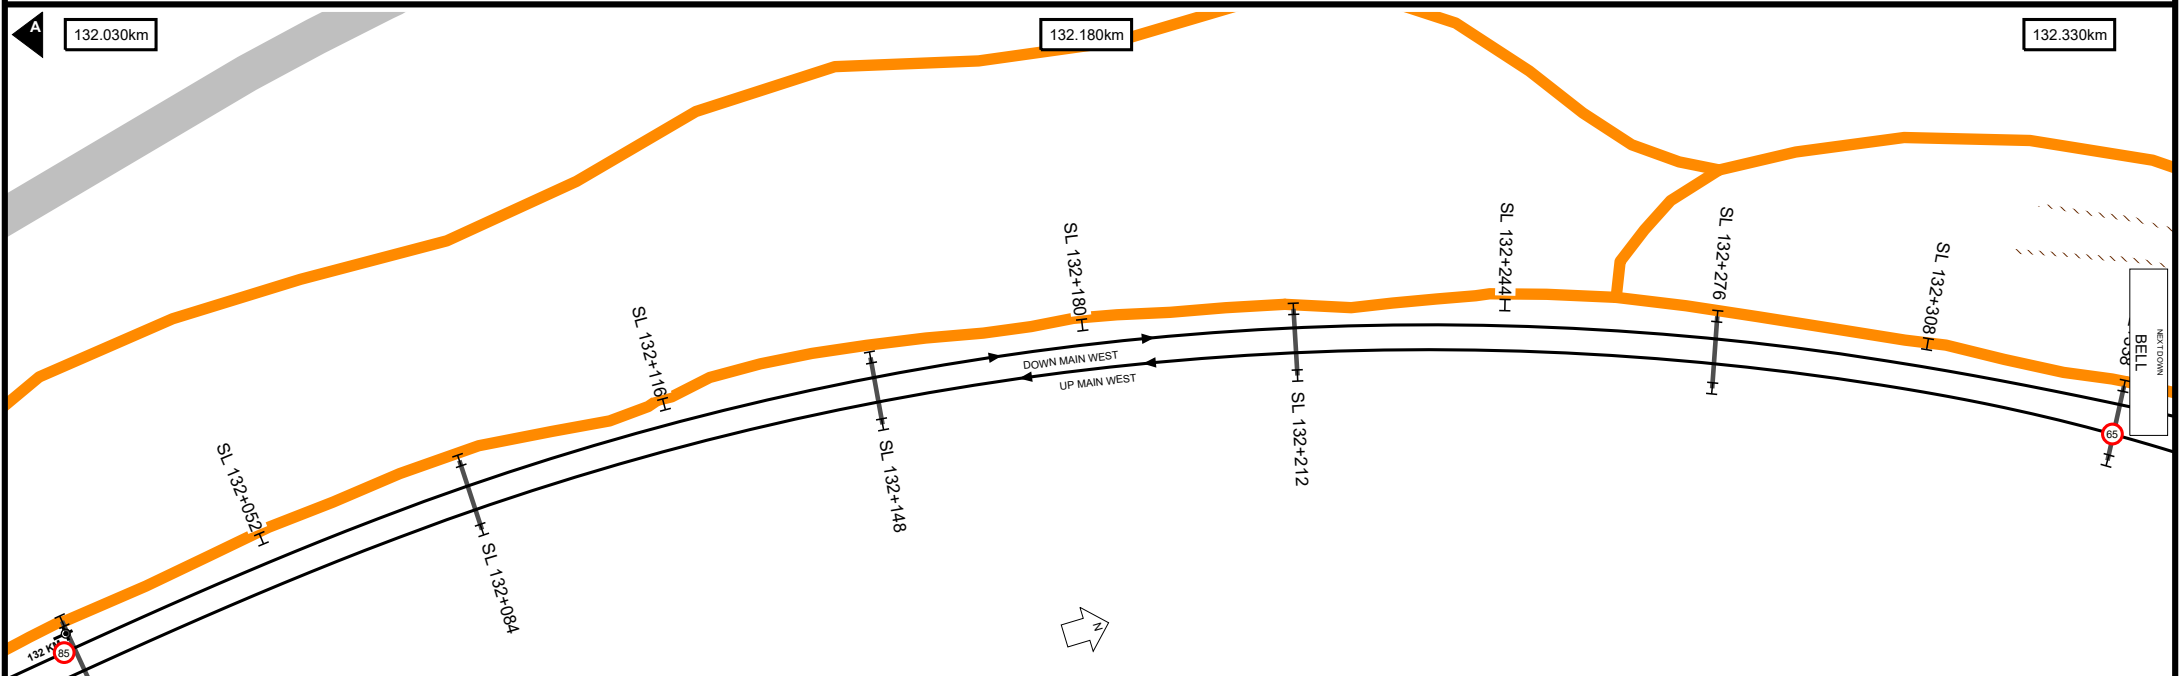 A
132.030km
132.180km
132.330km
SL 132+052
SL 132+084
SL 132+116
SL 132+148
SL 132+180
SL 132+212
SL 132+244
SL 132+276
SL 132+308
DOWN MAIN WEST
UP MAIN WEST
NEXT DOWN
BELL
65
132 K
85
N